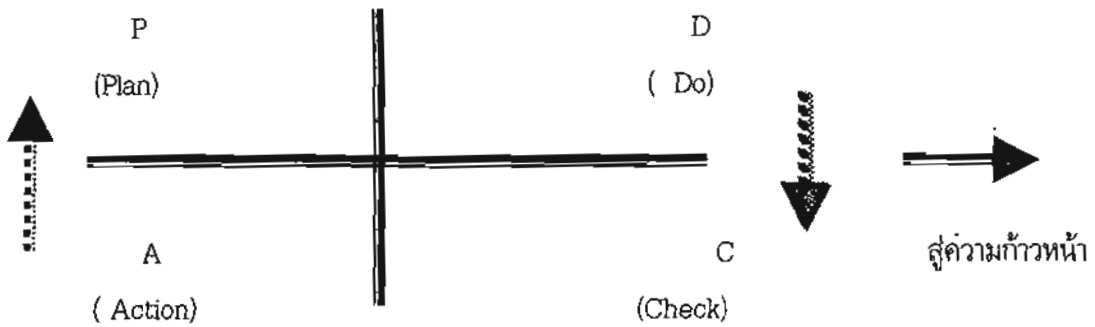 P
D
(Plan)
( Do)
A
C
สู่ความก้าวหน้า
( Action)
(Check)